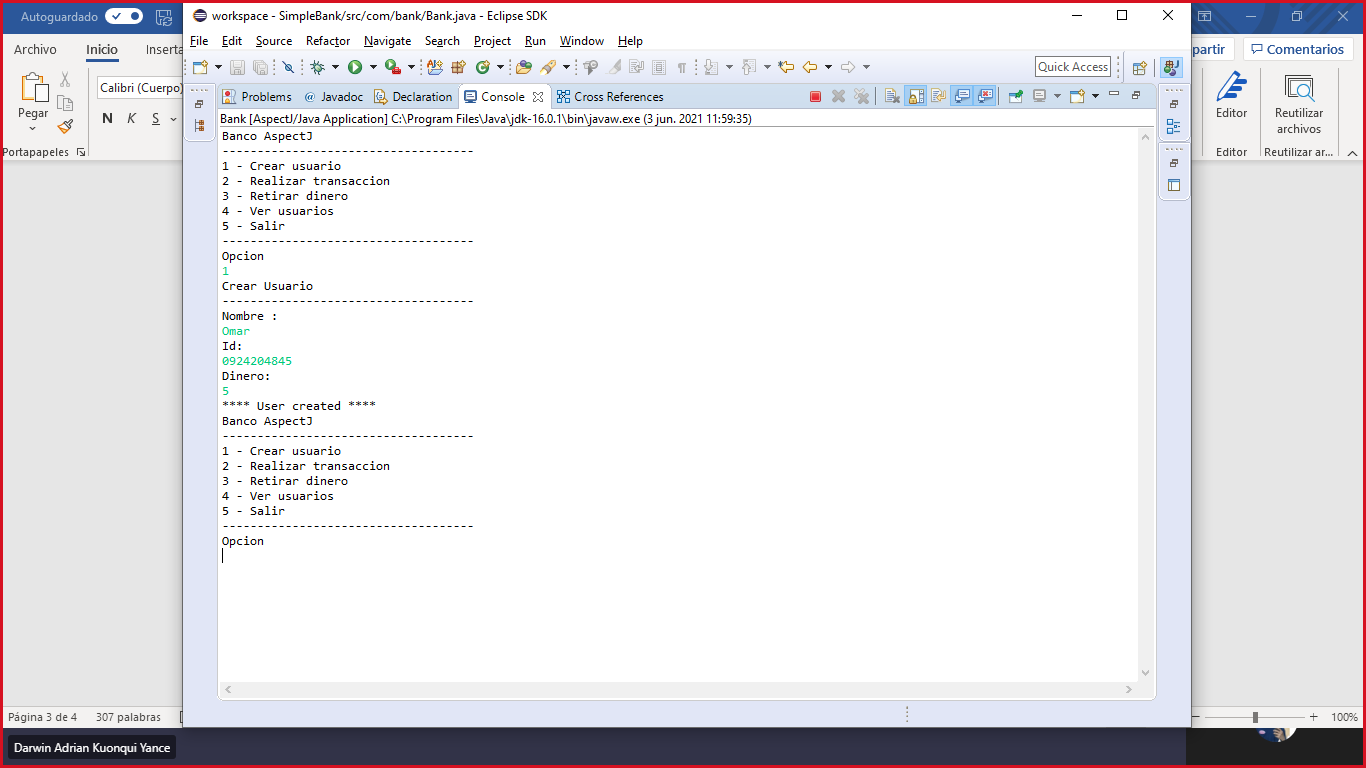 Autoguardado
workspace - SimpleBank/src/com/bank/Bank.java - Eclipse SDK
Archivo Inicio Inserta
File Edit Source Refactor Navigate Search Project Run Window Help
partir Comentarios
Pegar
Calibri (Cuerpo)
N K S
Portapapeles
Quick Access
Editor
Reutilizar
archivos
Editor Reutilizar ar...
Problems @ Javadoc Declaration Console Cross References
Bank [AspectJ/Java Application] C:\Program Files\Java\jdk-16.0.1\bin\javaw.exe (3 jun. 2021 11:59:35)
Banco AspectJ
------------------------------------
1 - Crear usuario
2 - Realizar transaccion
3 - Retirar dinero
4 - Ver usuarios
5 - Salir
------------------------------------
Opcion
1
Crear Usuario
------------------------------------
Nombre :
Omar
Id:
0924204845
Dinero:
5
**** User created ****
Banco AspectJ
------------------------------------
1 - Crear usuario
2 - Realizar transaccion
3 - Retirar dinero
4 - Ver usuarios
5 - Salir
------------------------------------
Opcion
Página 3 de 4 307 palabras
100%
Darwin Adrian Kuonqui Yance